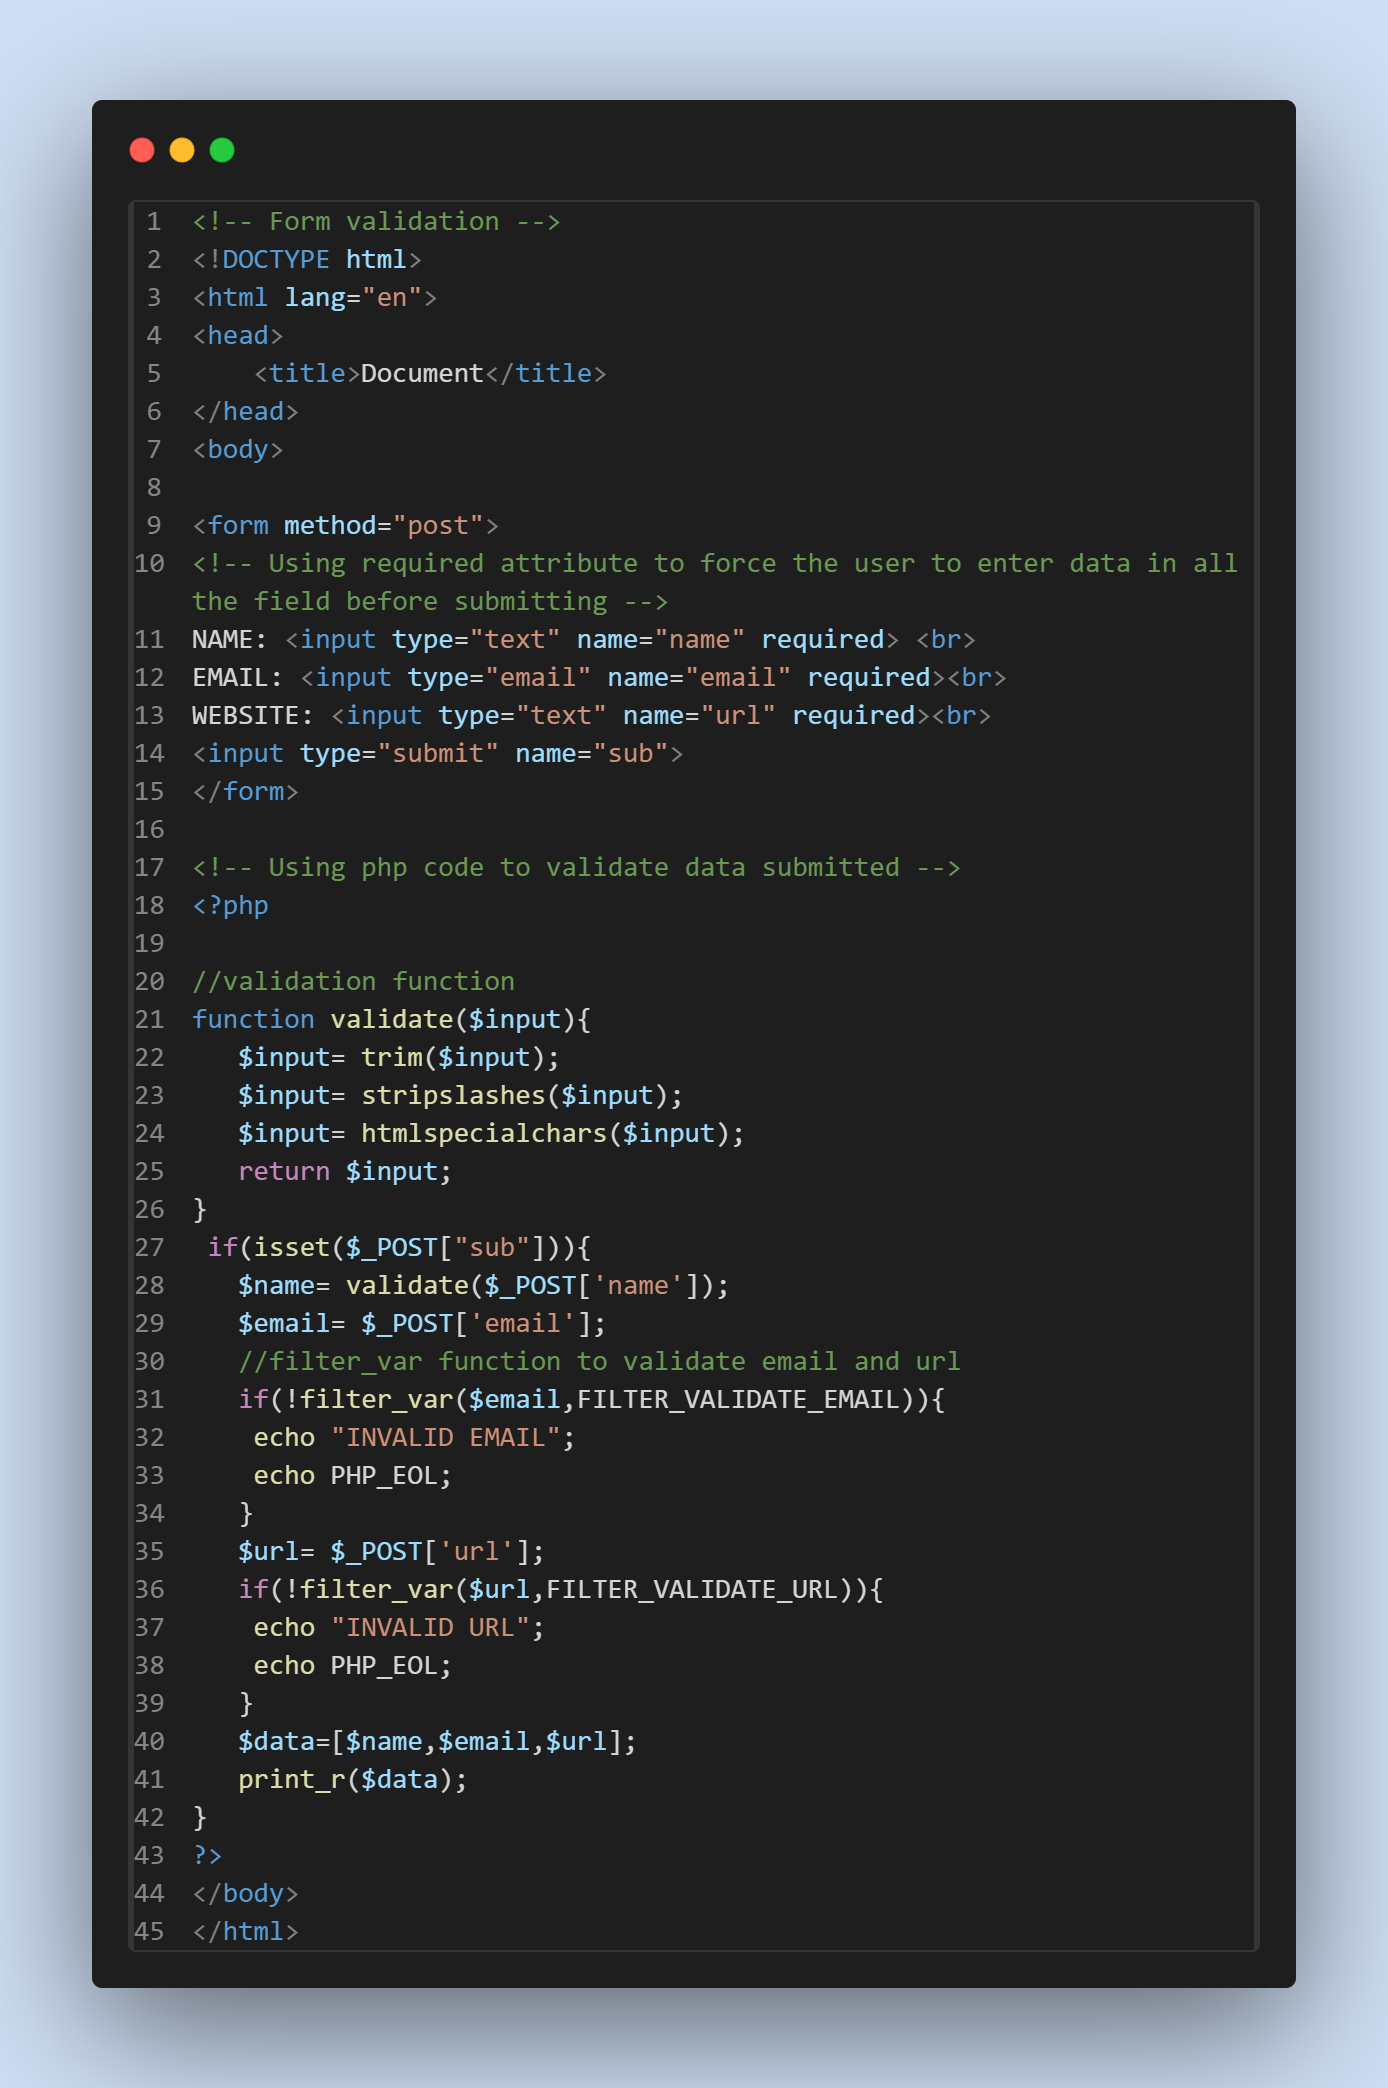 1 <!-- Form validation -->
2 <!DOCTYPE html>
3 <html lang="en">
4 <head>
5     <title>Document</title>
6 </head>
7 <body>
8
9 <form method="post">
10 <!-- Using required attribute to force the user to enter data in all
the field before submitting -->
11 NAME: <input type="text" name="name" required> <br>
12 EMAIL: <input type="email" name="email" required><br>
13 WEBSITE: <input type="text" name="url" required><br>
14 <input type="submit" name="sub">
15 </form>
16
17 <!-- Using php code to validate data submitted -->
18 <?php
19
20 //validation function
21 function validate($input){
22    $input= trim($input);
23    $input= stripslashes($input);
24    $input= htmlspecialchars($input);
25    return $input;
26 }
27  if(isset($_POST["sub"])){
28    $name= validate($_POST['name']);
29    $email= $_POST['email'];
30    //filter_var function to validate email and url
31    if(!filter_var($email,FILTER_VALIDATE_EMAIL)){
32     echo "INVALID EMAIL";
33     echo PHP_EOL;
34    }
35    $url= $_POST['url'];
36    if(!filter_var($url,FILTER_VALIDATE_URL)){
37     echo "INVALID URL";
38     echo PHP_EOL;
39    }
40    $data=[$name,$email,$url];
41    print_r($data);
42 }
43 ?>
44 </body>
45 </html>